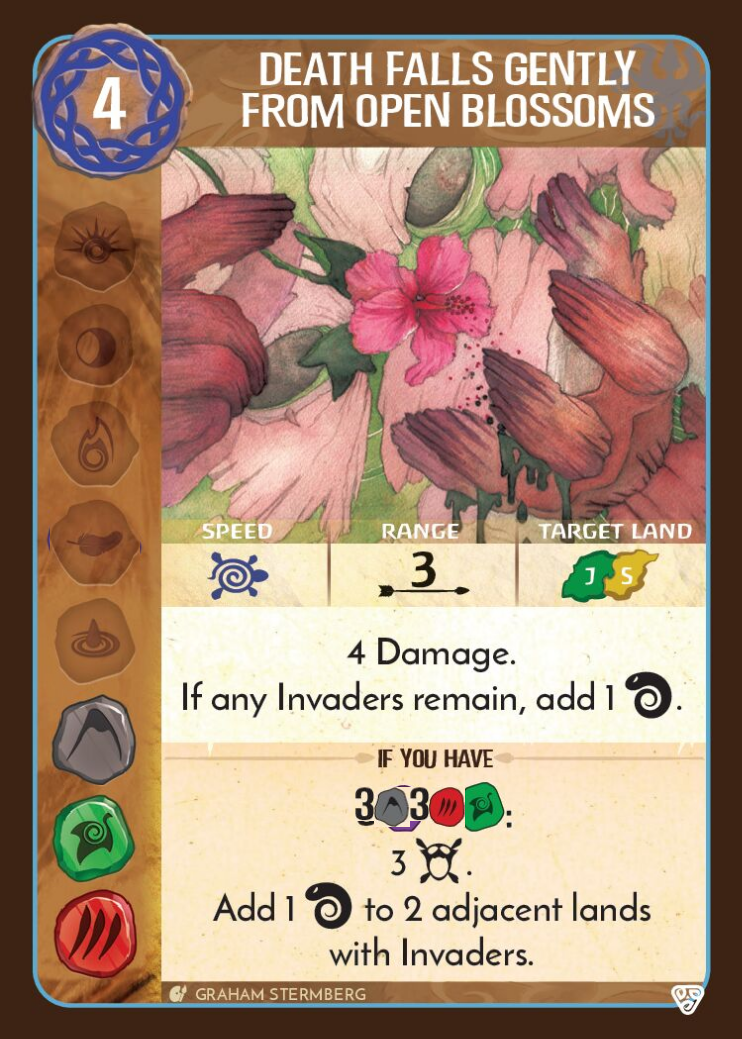 4
DEATH FALLS GENTLY
FROM OPEN BLOSSOMS
SPEED RANGE TARGET LAND
3 J S
4 Damage.
If any Invaders remain, add 1 .
IF YOU HAVE
3 3 :
3 .
Add 1 to 2 adjacent lands
with Invaders.
GRAHAM STERMBERG